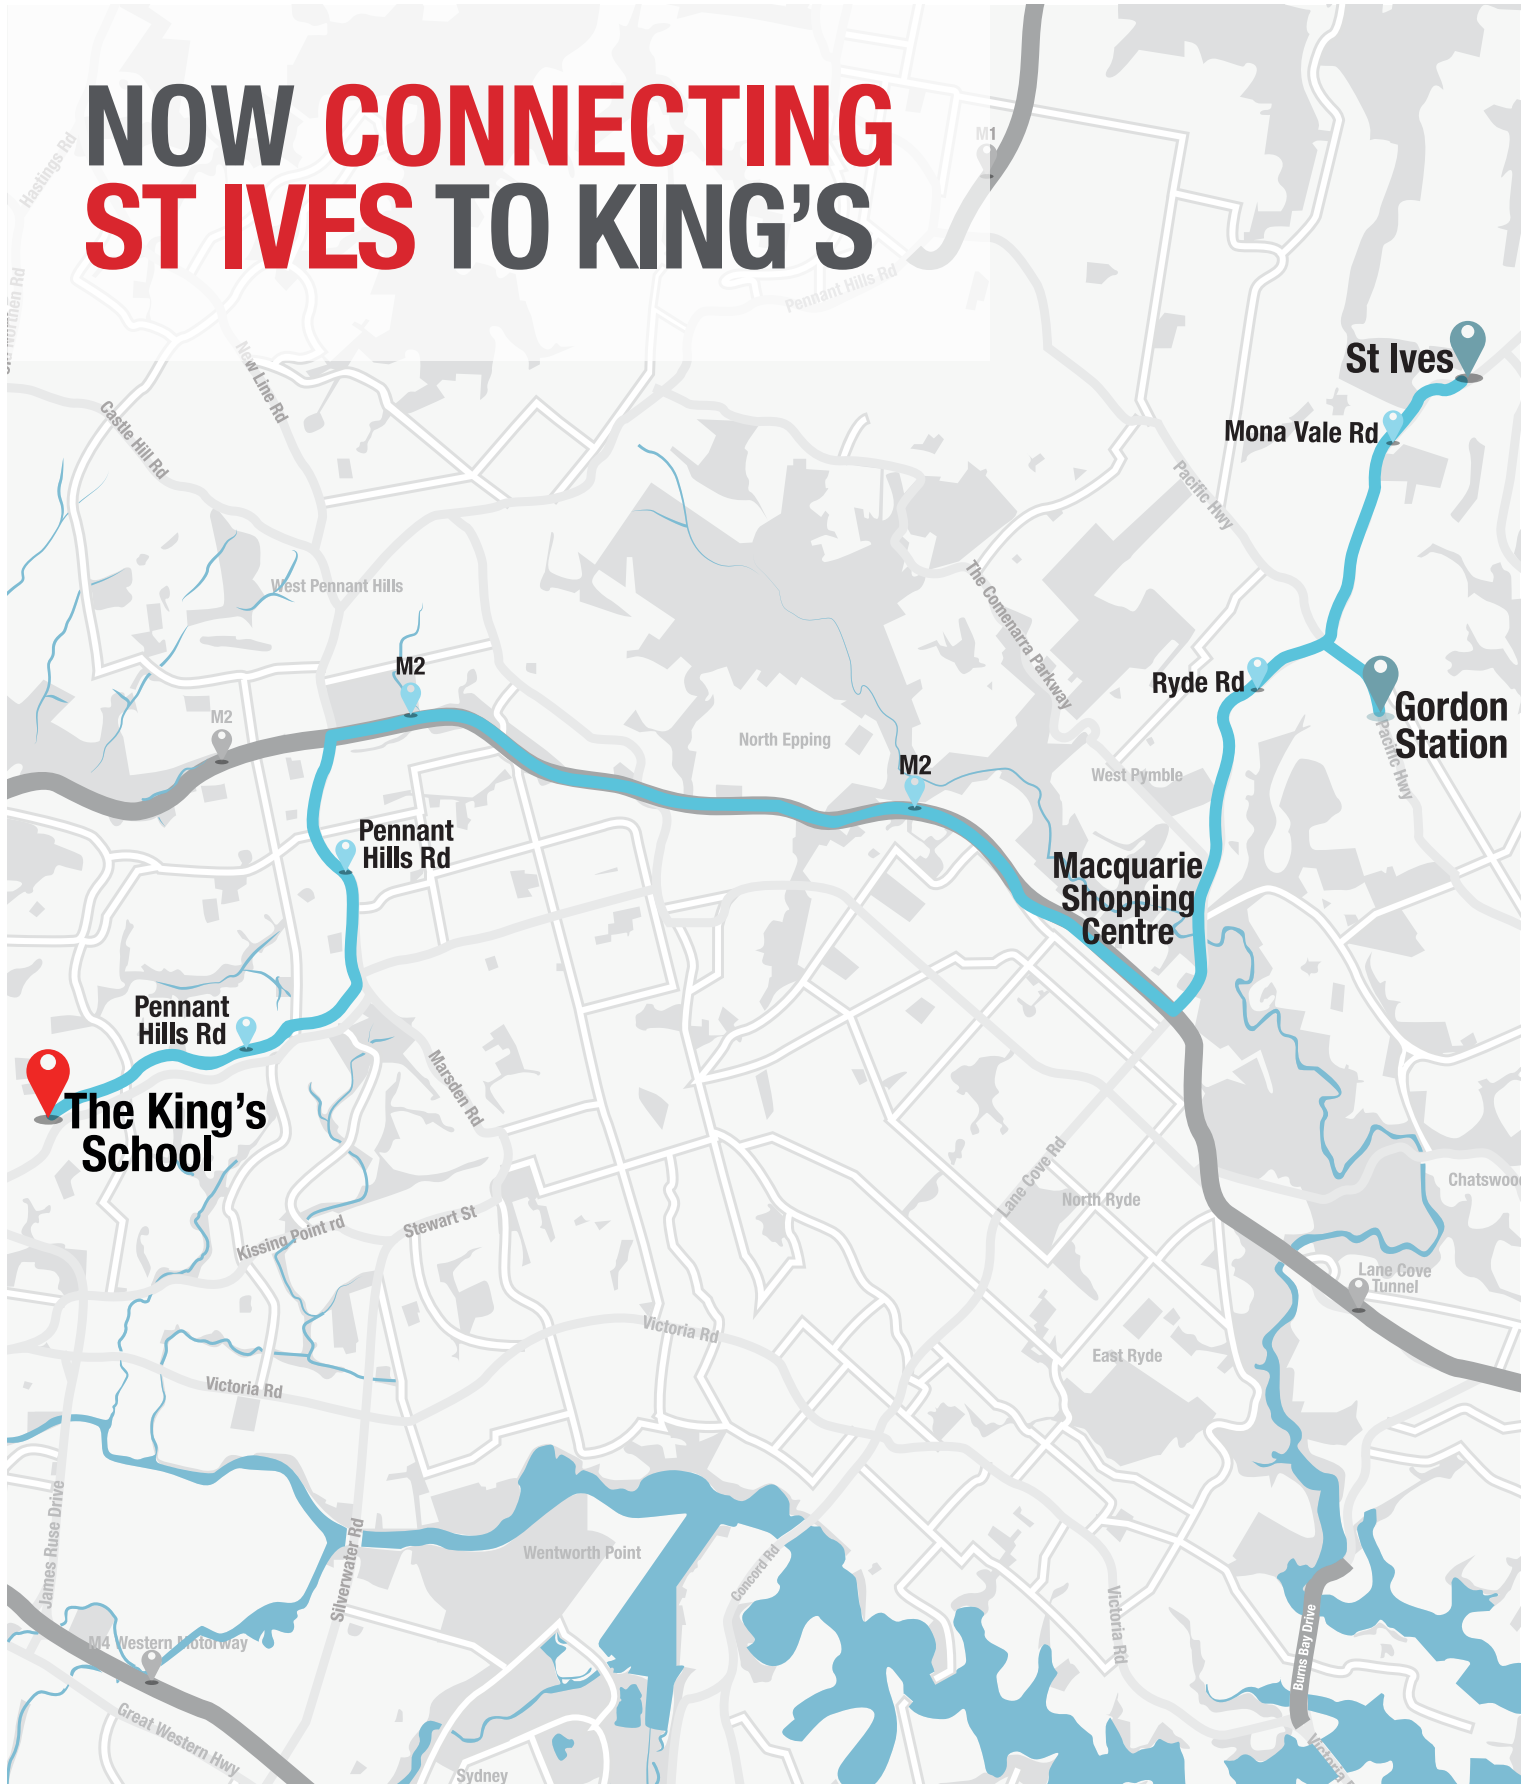 NOW CONNECTING
ST IVES TO KING'S
M1
Hastings Rd
Pennant Hills Rd
New Line Rd
St Ives
Castle Hill Rd
Mona Vale Rd
Pacific Hwy
West Pennant Hills
The Comenarra Parkway
M2
Ryde Rd
Gordon
Station
M2
North Epping
M2
West Pymble
Pacific Hwy
Pennant
Hills Rd
Macquarie
Shopping
Centre
Pennant
Hills Rd
Marsden Rd
The King's
School
Lane Cove Rd
North Ryde
Stewart St
Kissing Point rd
Lane Cove
Tunnel
Victoria Rd
East Ryde
Victoria Rd
James Ruse Drive
Silverwater Rd
Wentworth Point
Concord Rd
Victoria Rd
Burns Bay Drive
M4 Western Motorway
Great Western Hwy
Sydney